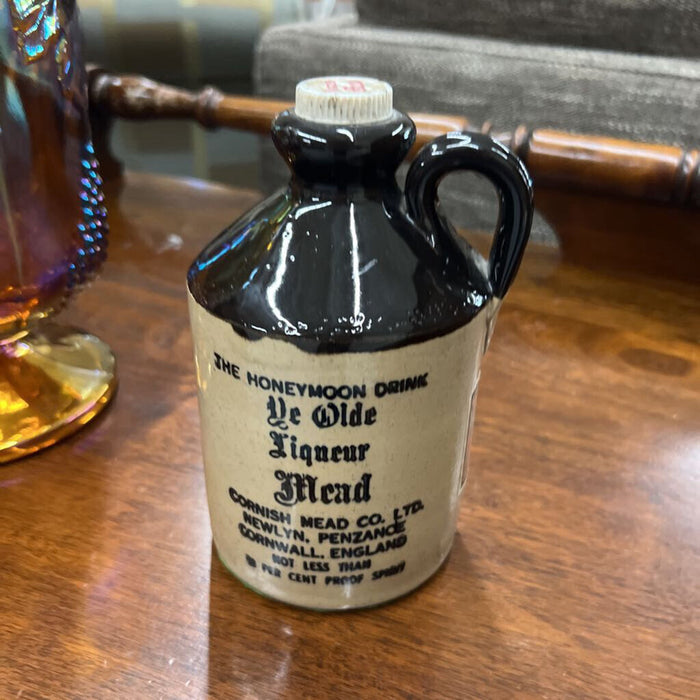 THE HONEYMOON DRINK
Ye Olde
Liqueur
Mead
CORNISH MEAD CO. LTD.
NEWLYN, PENZANCE
CORNWALL, ENGLAND
NOT LESS THAN
PER CENT PROOF SPIRIT